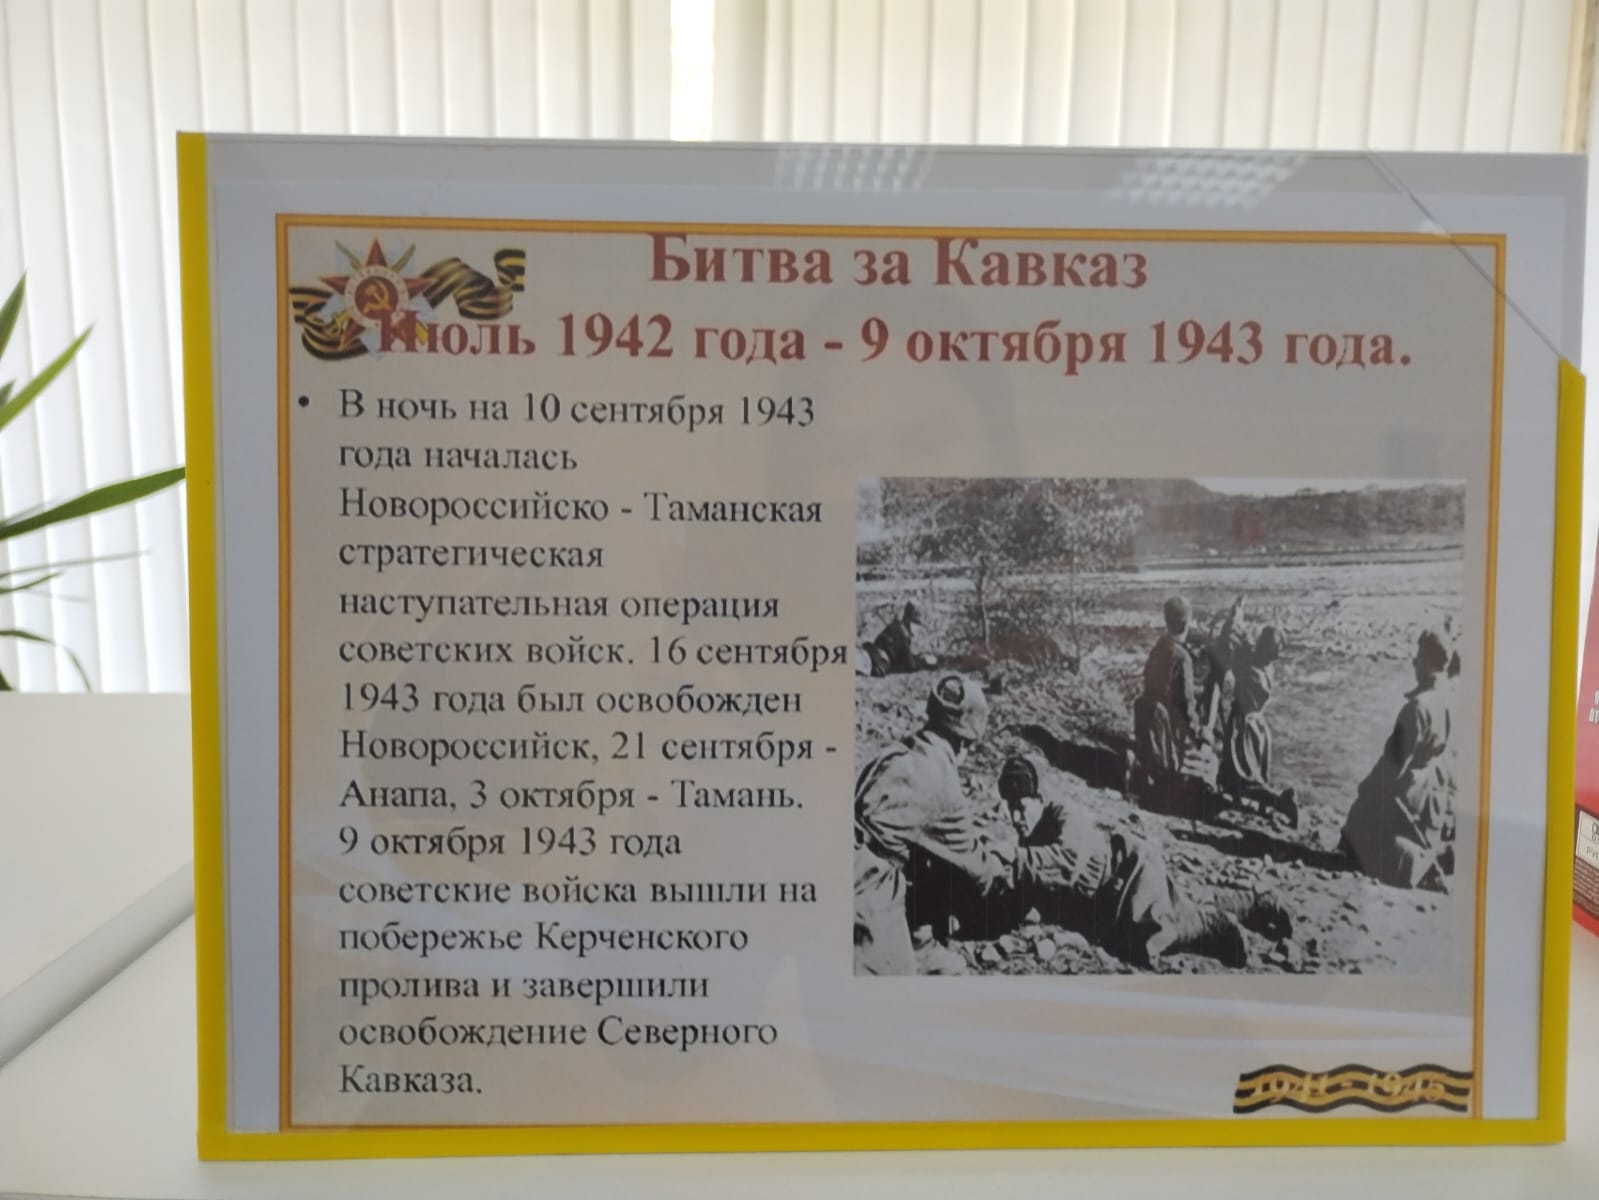 Битва за Кавказ
Июль 1942 года - 9 октября 1943 года.
• В ночь на 10 сентября 1943
года началась
Новороссийско - Таманская
стратегическая
наступательная операция
советских войск. 16 сентября
1943 года был освобожден
Новороссийск, 21 сентября -
Анапа, 3 октября - Тамань.
9 октября 1943 года
советские войска вышли на
побережье Керченского
пролива и завершили
освобождение Северного
Кавказа.
1941 - 1945